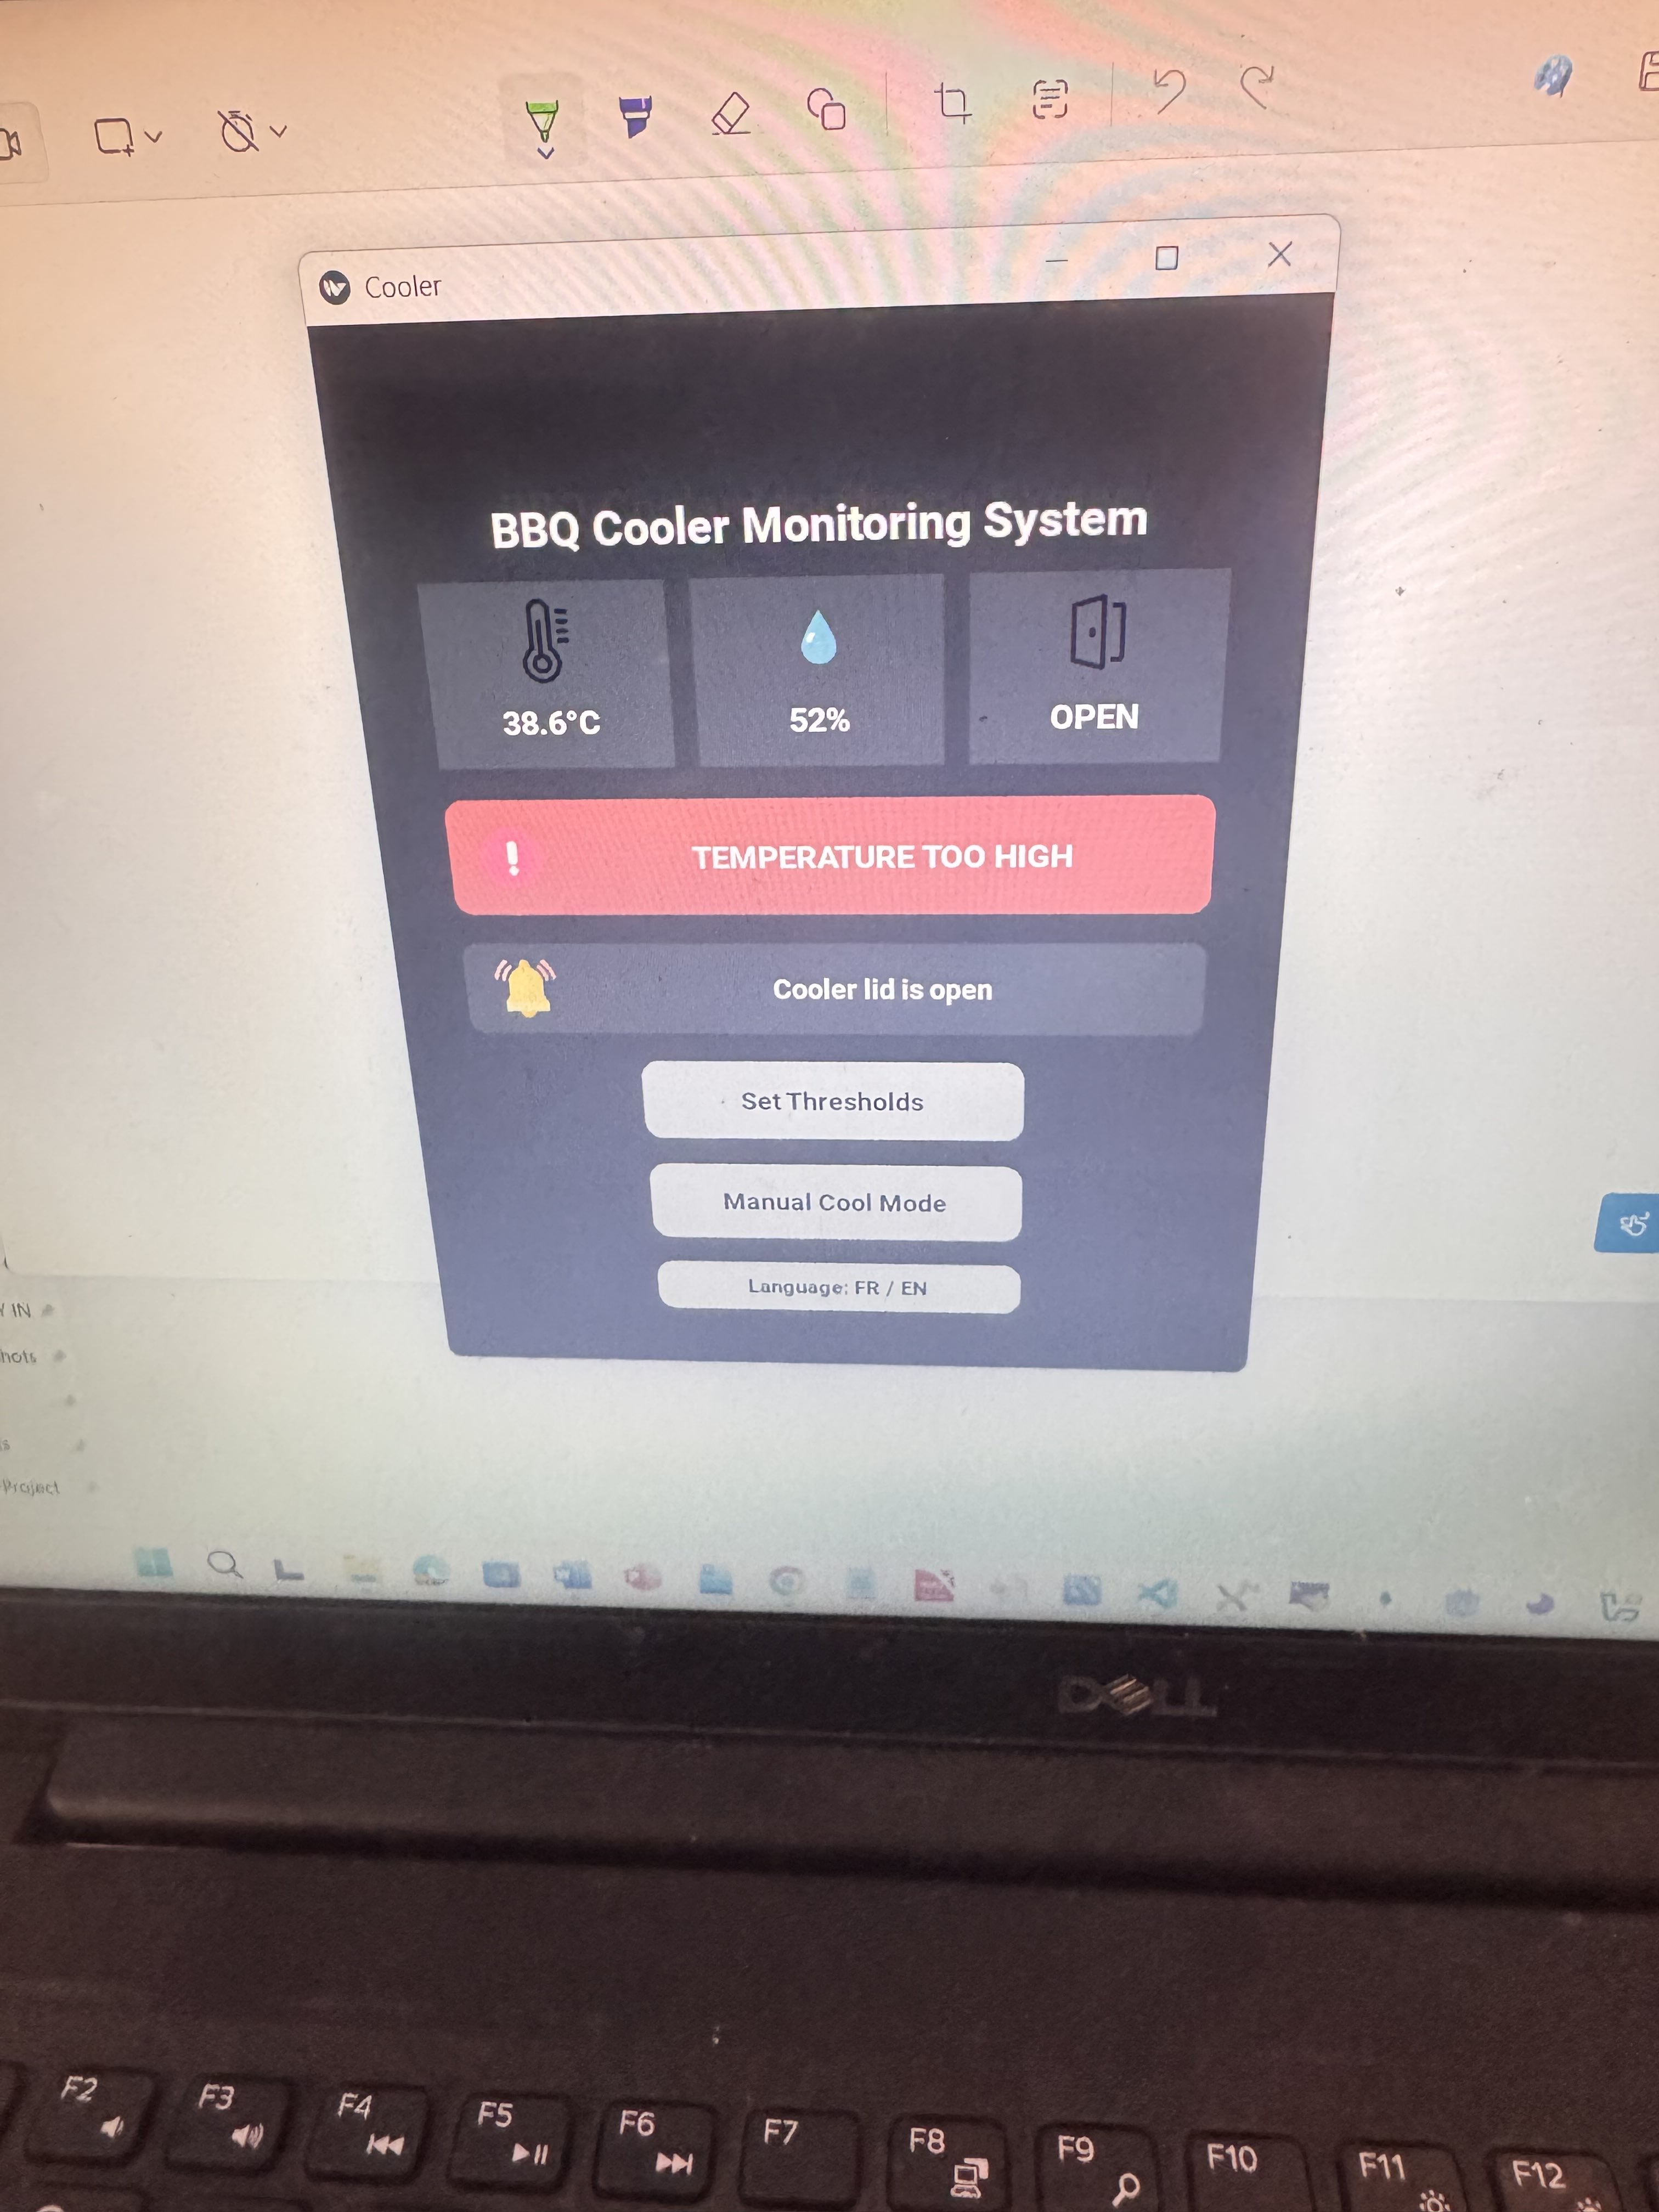 Cooler
BBQ Cooler Monitoring System
38.6°C
52%
OPEN
! TEMPERATURE TOO HIGH
Cooler lid is open
Set Thresholds
Manual Cool Mode
Language: FR / EN
IN
hots
s
Project
DELL
F2
F3
F4
F5
F6
F7
F8
F9
F10
F11
F12